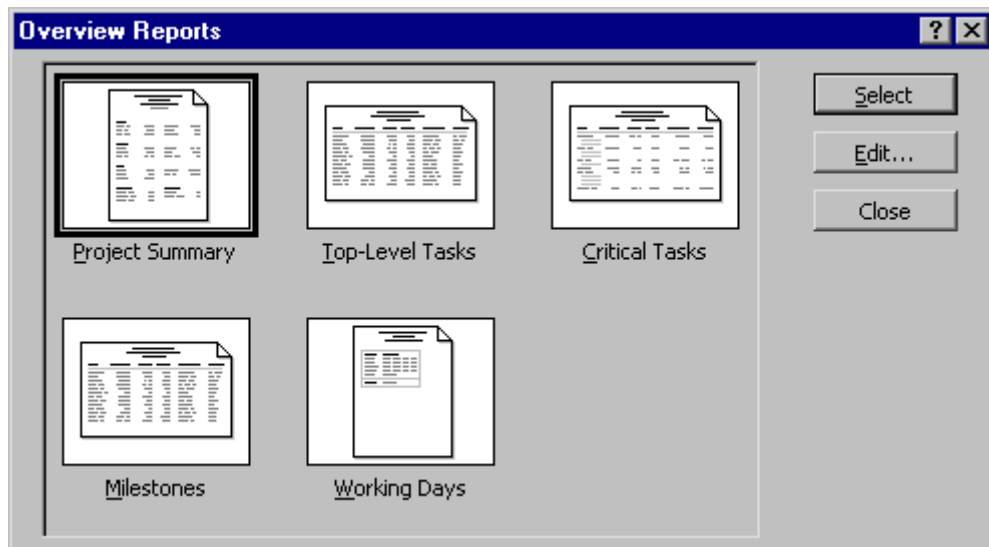 Overview Reports
Select
Edit...
Close
Project Summary
Top-Level Tasks
Critical Tasks
Milestones
Working Days